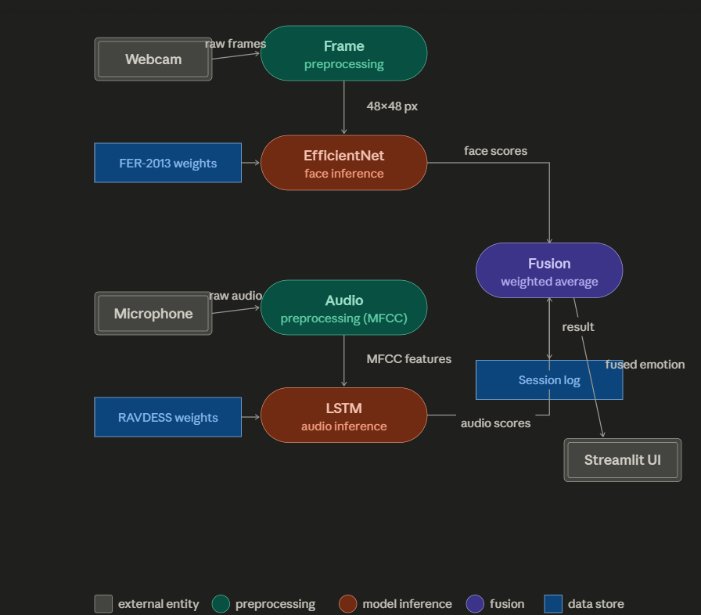 raw frames
Webcam
Frame
preprocessing
48×48 px
FER-2013 weights
EfficientNet
face inference
face scores
Fusion
weighted average
raw audio
Microphone
Audio
preprocessing (MFCC)
result
MFCC features
fused emotion
Session log
RAVDESS weights
LSTM
audio inference
audio scores
Streamlit UI
external entity
preprocessing
model inference
fusion
data store